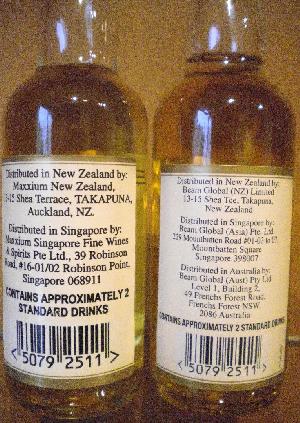 Distributed in New Zealand by:
Maxxium New Zealand,
13-15 Shea Terrace, TAKAPUNA,
Auckland, NZ.
Distributed in Singapore by:
Maxxium Singapore Fine Wines
& Spirits Pte Ltd., 39 Robinson
Road, #16-01/02 Robinson Point,
Singapore 068911
CONTAINS APPROXIMATELY 2
STANDARD DRINKS
<5079 2511>
Distributed in New Zealand by:
Beam Global (NZ) Limited
13-15 Shea Tce, Takapuna,
New Zealand
Distributed in Singapore by:
Beam Global (Asia) Pte. Ltd.
Mountbatten Road
Mountbatten Square
Singapore 398007
Distributed in Australia by:
Beam Global (Aust) Pty Ltd
Level 1, Building 2,
49 Frenchs Forest Road,
Frenchs Forest NSW,
2086 Australia
CONTAINS APPROXIMATELY 2 STANDARD DRINKS
<5079 2511>